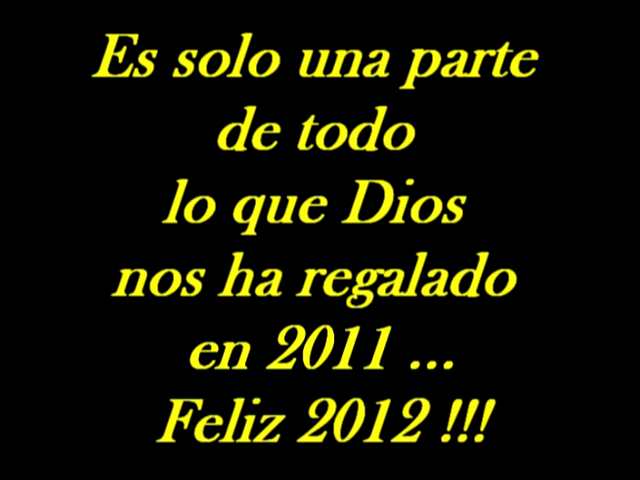 Es solo una parte
de todo
lo que Dios
nos ha regalado
en 2011 ...
Feliz 2012 !!!